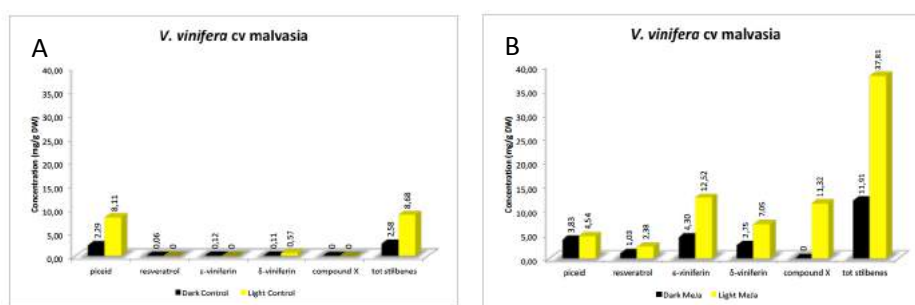 A
V. vinifera cv malvasia
Concentration (mg/g DW)
40,00
35,00
30,00
25,00
20,00
15,00
10,00
5,00
0,00
2,29
8,11
0,06
0
0,12
0
0,11
0,57
0
0
2,58
8,68
piceid
resveratrol
ε-viniferin
δ-viniferin
compound X
tot stilbenes
Dark Control
Light Control
B
V. vinifera cv malvasia
Concentration (mg/g DW)
40,00
35,00
30,00
25,00
20,00
15,00
10,00
5,00
0,00
3,83
4,54
1,03
2,38
4,30
12,52
2,75
7,05
0
11,32
11,91
37,81
piceid
resveratrol
ε-viniferin
δ-viniferin
compound X
tot stilbenes
Dark MeJa
Light MeJa